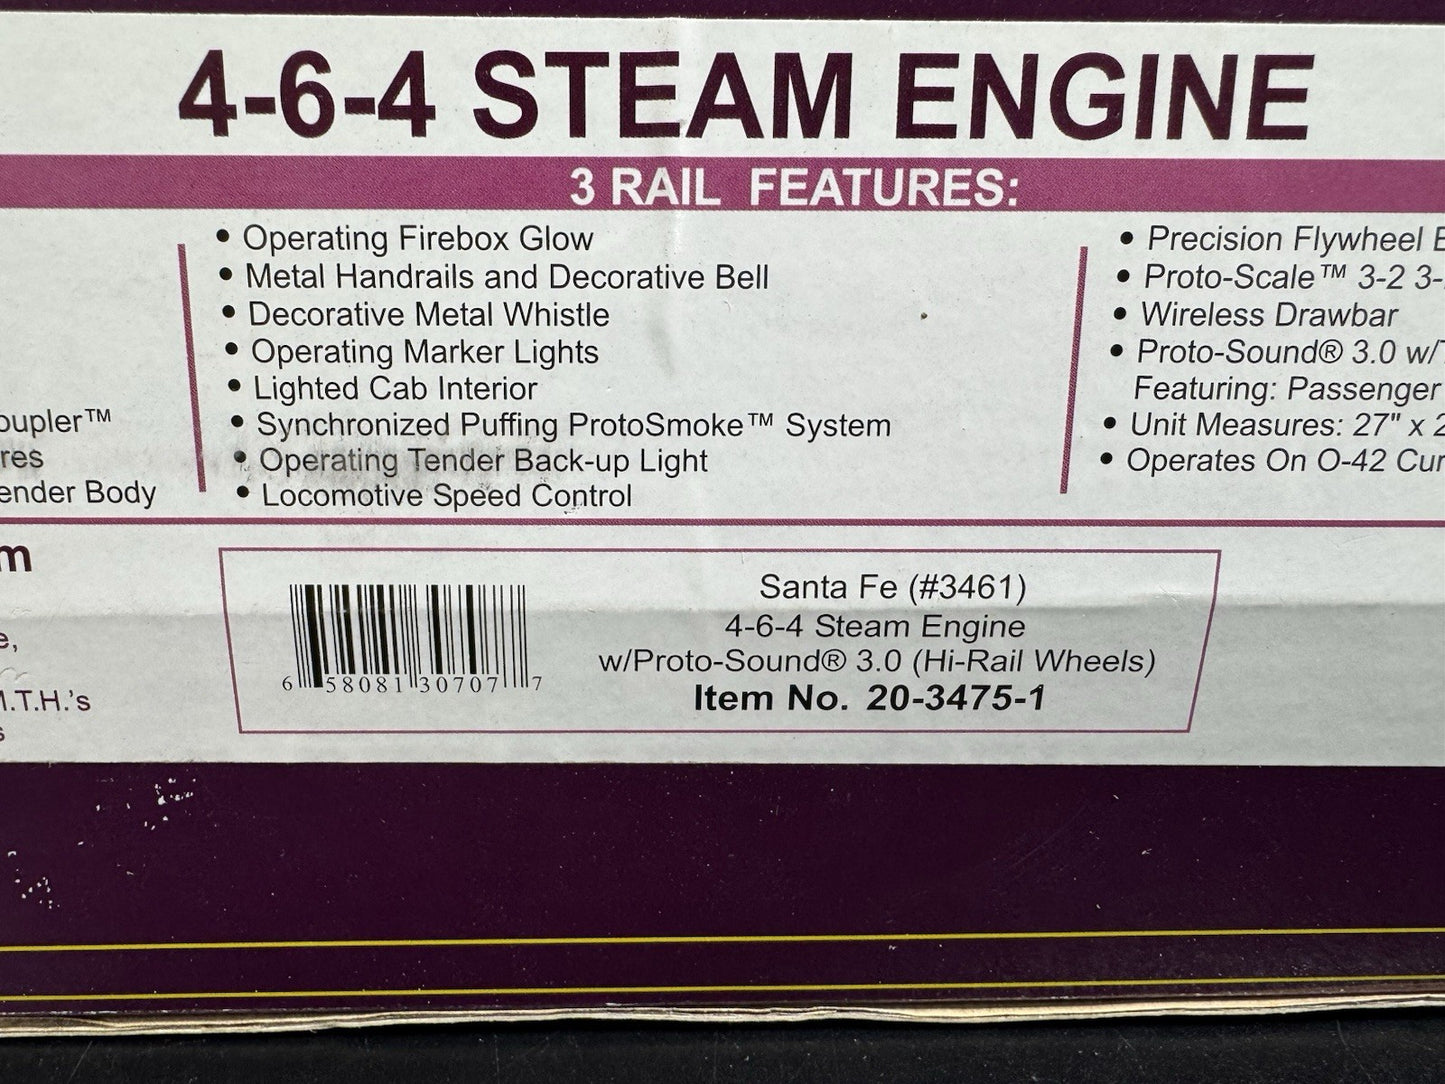 4-6-4 STEAM ENGINE
3 RAIL FEATURES:
oupler™
res
ender Body
• Operating Firebox Glow
• Metal Handrails and Decorative Bell
• Decorative Metal Whistle
• Operating Marker Lights
• Lighted Cab Interior
• Synchronized Puffing ProtoSmoke™ System
• Operating Tender Back-up Light
• Locomotive Speed Control
• Precision Flywheel E
• Proto-Scale™ 3-2 3-
• Wireless Drawbar
• Proto-Sound® 3.0 w/
Featuring: Passenger
• Unit Measures: 27" x 2
• Operates On O-42 Cur
m
e,
M.T.H.'s
s
6 58081 30707 7
Santa Fe (#3461)
4-6-4 Steam Engine
w/Proto-Sound® 3.0 (Hi-Rail Wheels)
Item No. 20-3475-1